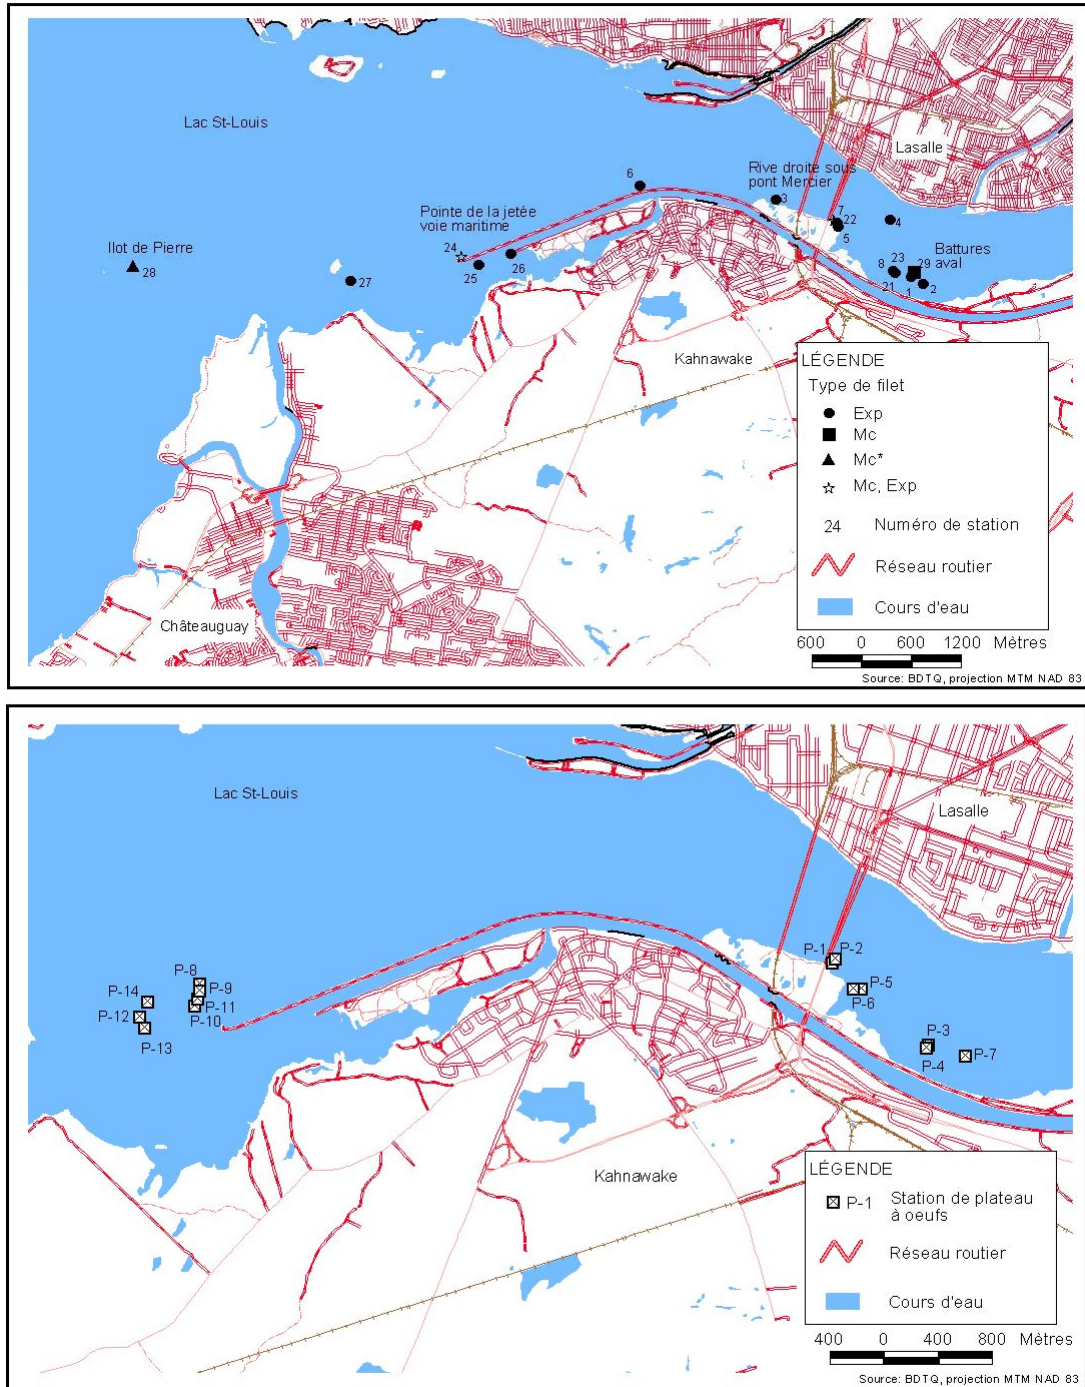 Lac St-Louis
Lasalle
Rive droite sous
pont Mercier
6
3
Pointe de la jetée
voie maritime
7
22
4
5
Ilot de Pierre
24
28
27
25
26
Battures
aval
23
29
8
21
1
2
Kahnawake
Châteauguay
LÉGENDE
Type de filet
Exp
Mc
Mc*
Mc, Exp
24 Numéro de station
Réseau routier
Cours d'eau
600 0 600 1200 Mètres
Source: BDTQ, projection MTM NAD 83
Lac St-Louis
Lasalle
P-1
P-2
P-8
P-9
P-14
P-11
P-12
P-10
P-13
P-5
P-6
P-3
P-4
P-7
Kahnawake
LÉGENDE
P-1 Station de plateau
à oeufs
Réseau routier
Cours d'eau
400 0 400 800 Mètres
Source: BDTQ, projection MTM NAD 83